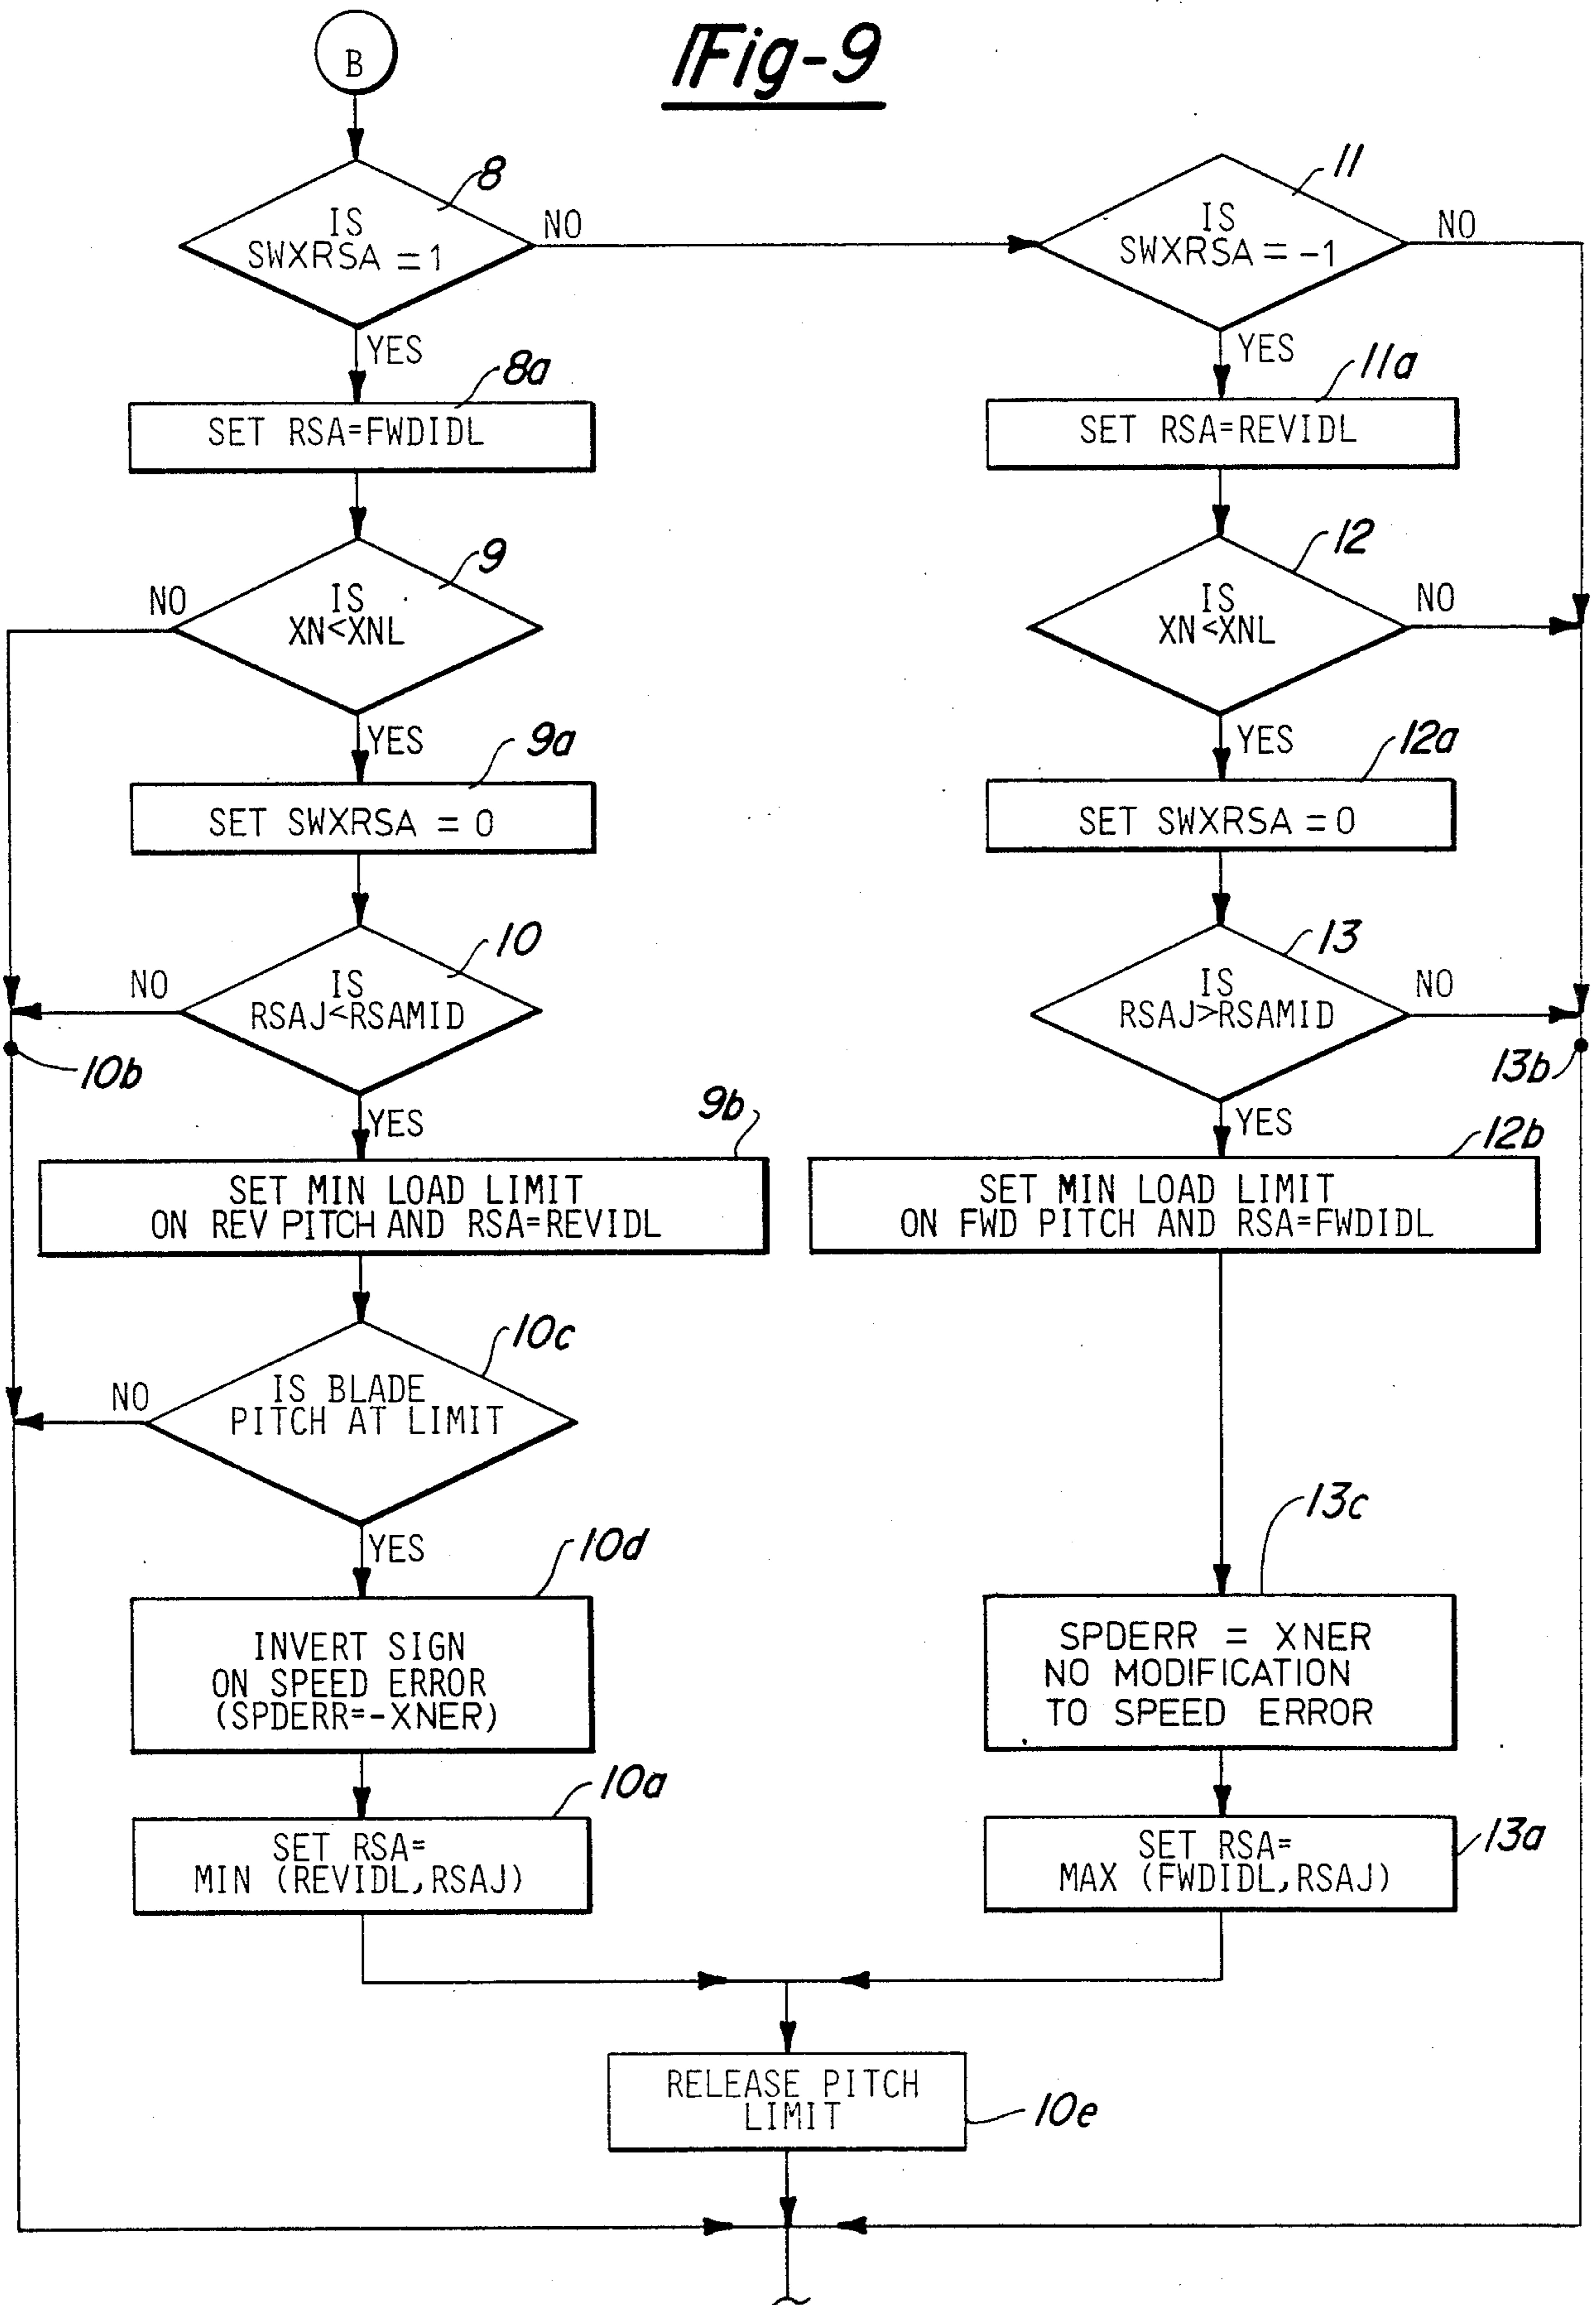 Fig-9
B
8
IS
SWXRSA = 1
NO
YES
8a
SET RSA=FWDIDL
9
IS
XN<XNL
NO
YES
9a
SET SWXRSA = 0
10
IS
RSAJ<RSAMID
NO
10b
YES
9b
SET MIN LOAD LIMIT
ON REV PITCH AND RSA=REVIDL
10c
IS BLADE
PITCH AT LIMIT
NO
YES
10d
INVERT SIGN
ON SPEED ERROR
(SPDERR=-XNER)
10a
SET RSA=
MIN (REVIDL,RSAJ)
11
IS
SWXRSA = -1
NO
YES
11a
SET RSA=REVIDL
12
IS
XN<XNL
NO
YES
12a
SET SWXRSA = 0
13
IS
RSAJ>RSAMID
NO
13b
YES
12b
SET MIN LOAD LIMIT
ON FWD PITCH AND RSA=FWDIDL
13c
SPDERR = XNER
NO MODIFICATION
TO SPEED ERROR
13a
SET RSA=
MAX (FWDIDL,RSAJ)
RELEASE PITCH
LIMIT
10e